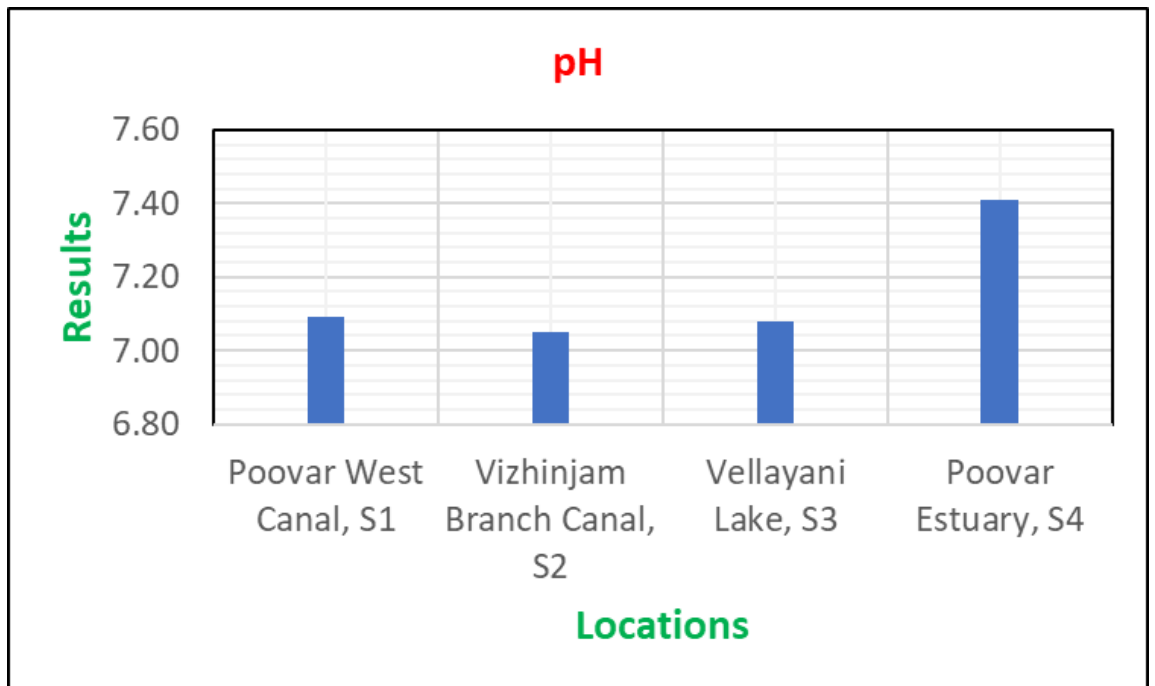 pH
Results
7.60
7.40
7.20
7.00
6.80
Poovar West
Canal, S1
Vizhinjam
Branch Canal,
S2
Vellayani
Lake, S3
Poovar
Estuary, S4
Locations